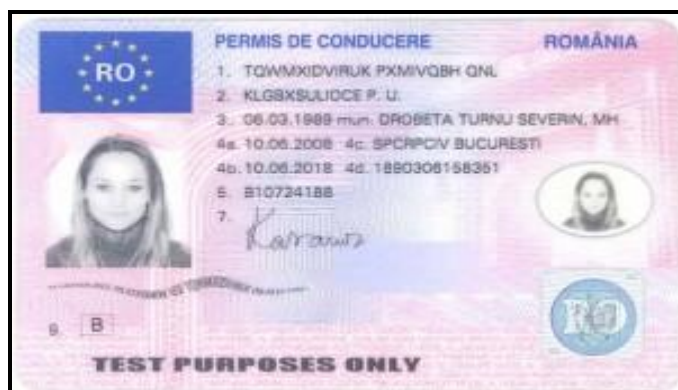 RO
PERMIS DE CONDUCERE ROMÂNIA
1. TQWMXIDVIRUK PXMIVQBH QNL
2. KLGBXSULIOCE P. U.
3. 06.03.1989 mun. DROBETA TURNU SEVERIN, MH
4a. 10.06.2008 4c. SPCRPCIV BUCURESTI
4b. 10.06.2018 4d. 1890306158351
5. B10724188
7.
9. B
RO
TEST PURPOSES ONLY